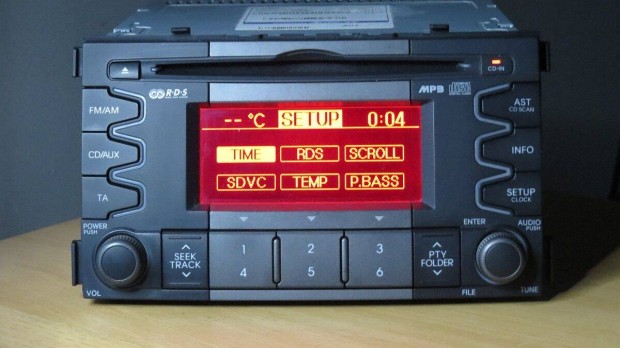 CD-IN
R·D·S
MP3
FM/AM
CD/AUX
TA
-- °C SETUP 0:04
TIME RDS SCROLL
SDVC TEMP P.BASS
AST
CD SCAN
INFO
SETUP
CLOCK
POWER
PUSH
VOL
SEEK
TRACK
1 2 3
4 5 6
PTY
FOLDER
ENTER
AUDIO
PUSH
FILE
TUNE